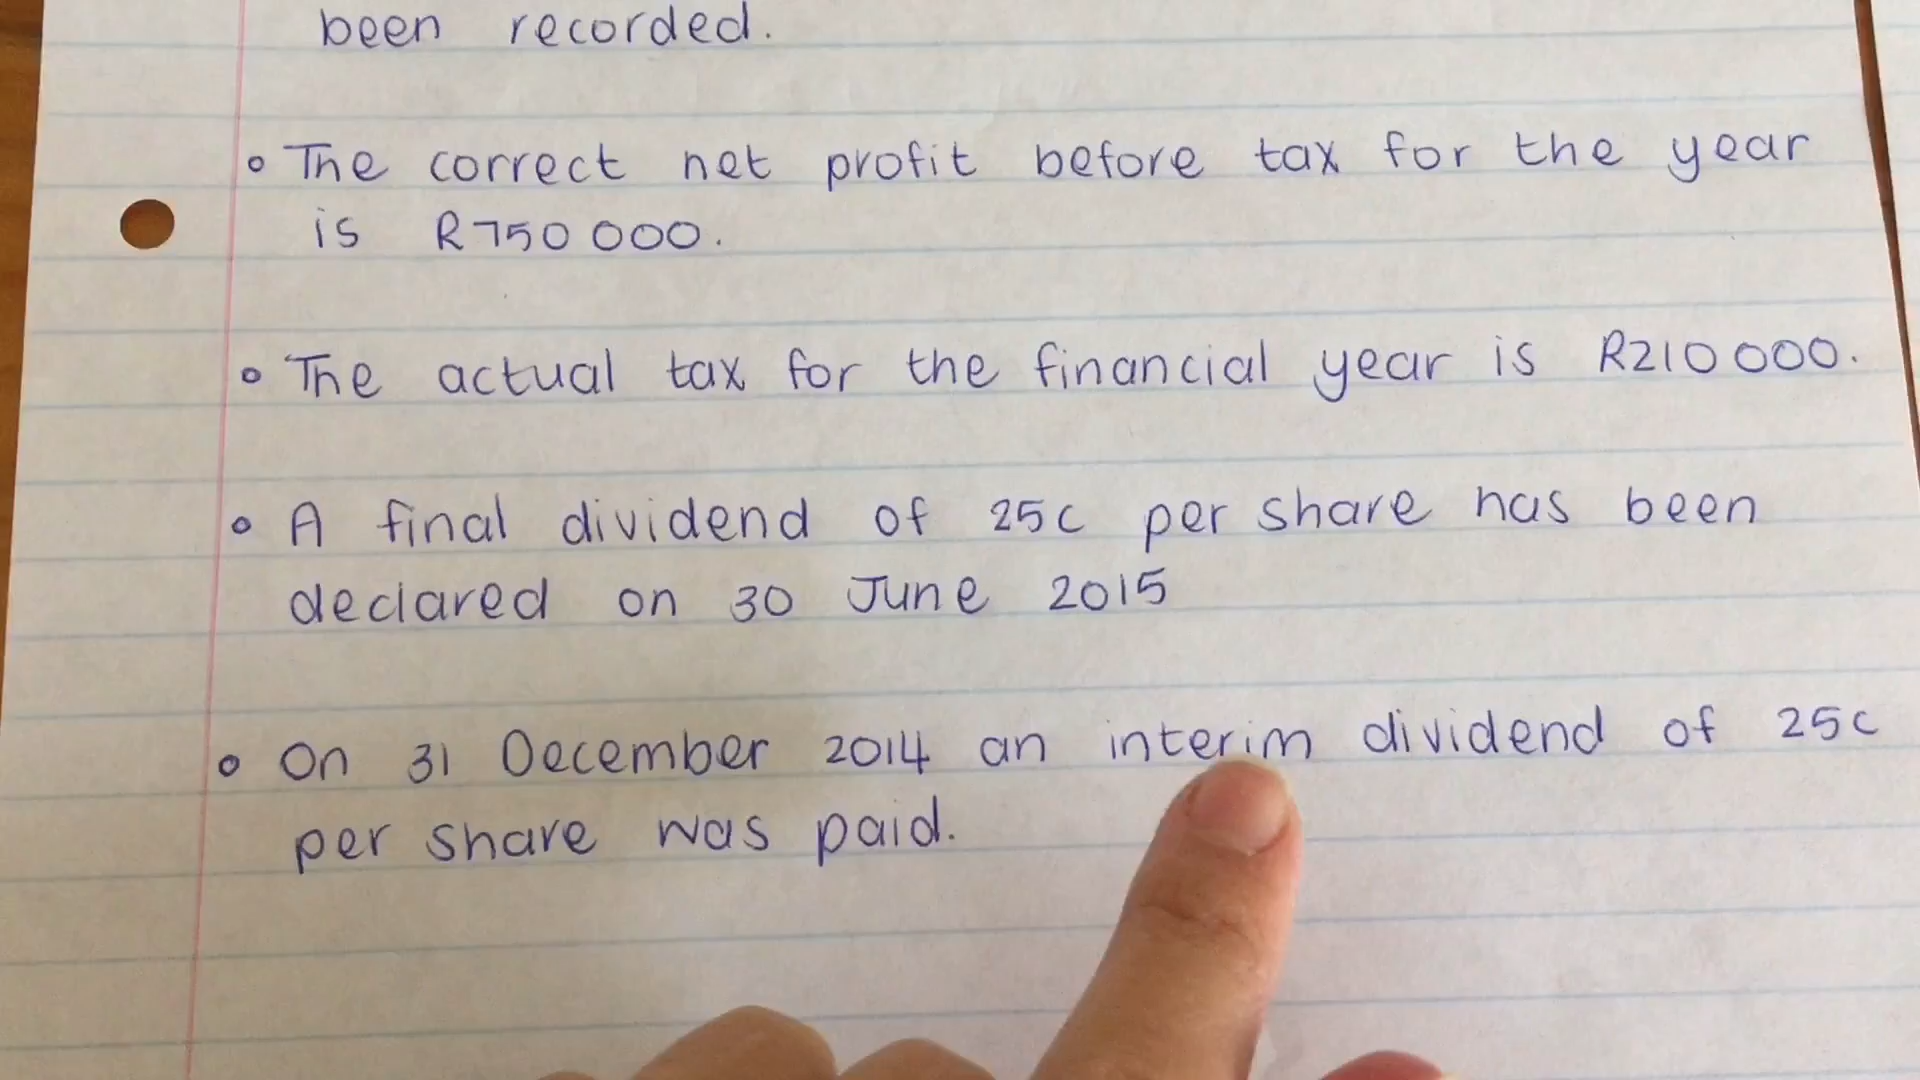 been recorded.
• The correct net profit before tax for the year
is R750 000.
• The actual tax for the financial year is R210 000.
• A final dividend of 25c per share has been
declared on 30 June 2015
• On 31 December 2014 an interim dividend of 25c
per share was paid.